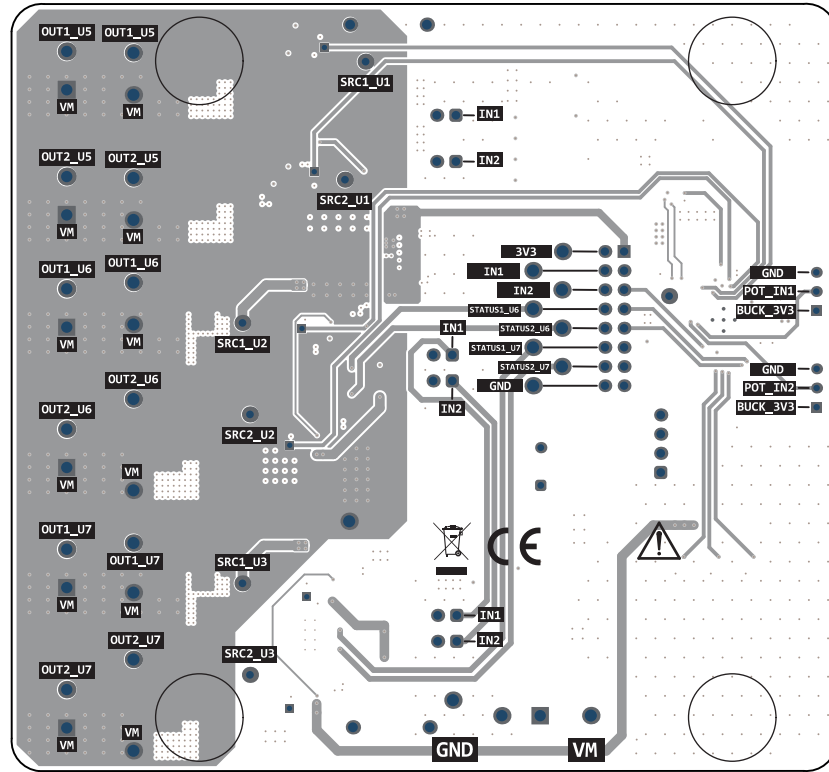 OUT1_U5
OUT1_U5
SRC1_U1
VM
VM
IN1
IN2
OUT2_U5
OUT2_U5
SRC2_U1
VM
VM
3V3
IN1
IN2
STATUS1_U6
STATUS2_U6
STATUS1_U7
STATUS2_U7
GND
GND
POT_IN1
BUCK_3V3
OUT1_U6
OUT1_U6
VM
VM
SRC1_U2
IN1
IN2
GND
POT_IN2
BUCK_3V3
OUT2_U6
OUT2_U6
SRC2_U2
VM
VM
OUT1_U7
OUT1_U7
SRC1_U3
VM
VM
CE
IN1
IN2
OUT2_U7
OUT2_U7
SRC2_U3
VM
VM
GND
VM